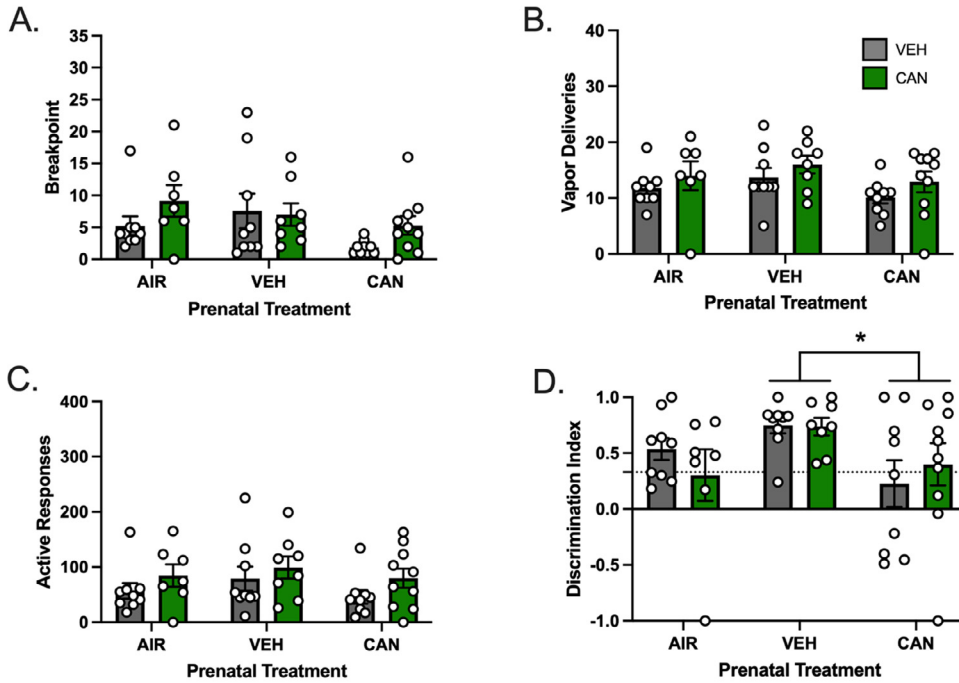 A.
35
30
25
20
15
10
5
0
Breakpoint
AIR VEH CAN
Prenatal Treatment
B.
40
30
20
10
0
Vapor Deliveries
VEH
CAN
AIR VEH CAN
Prenatal Treatment
C.
400
300
200
100
0
Active Responses
AIR VEH CAN
Prenatal Treatment
D.
*
1.0
0.5
0.0
-0.5
-1.0
Discrimination Index
AIR VEH CAN
Prenatal Treatment